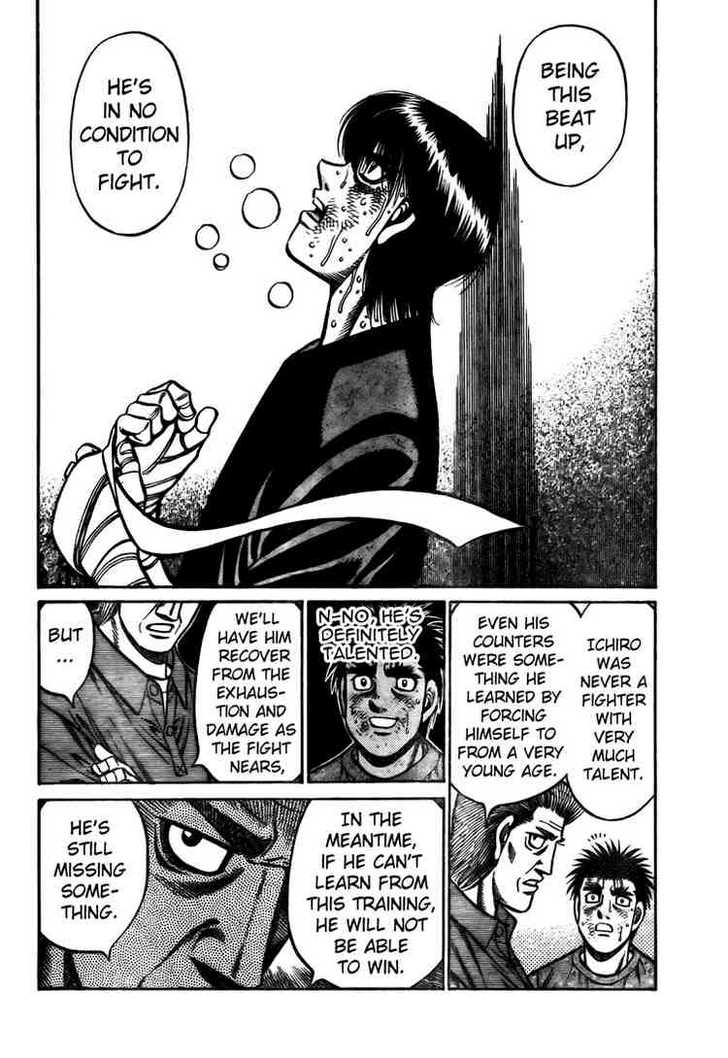 BEING
THIS
BEAT
UP,
HE'S
IN NO
CONDITION
TO
FIGHT.
ICHIRO
WAS
NEVER A
FIGHTER
WITH
VERY
MUCH
TALENT.
EVEN HIS
COUNTERS
WERE SOME-
THING HE
LEARNED BY
FORCING
HIMSELF TO
FROM A VERY
YOUNG AGE.
N-NO, HE'S
DEFINITELY
TALENTED.
WE'LL
HAVE HIM
RECOVER
FROM THE
EXHAUS-
TION AND
DAMAGE AS
THE FIGHT
NEARS,
BUT
...
IN THE
MEANTIME,
IF HE CAN'T
LEARN FROM
THIS TRAINING,
HE WILL
NOT BE
ABLE
TO WIN.
HE'S
STILL
MISSING
SOME-
THING.